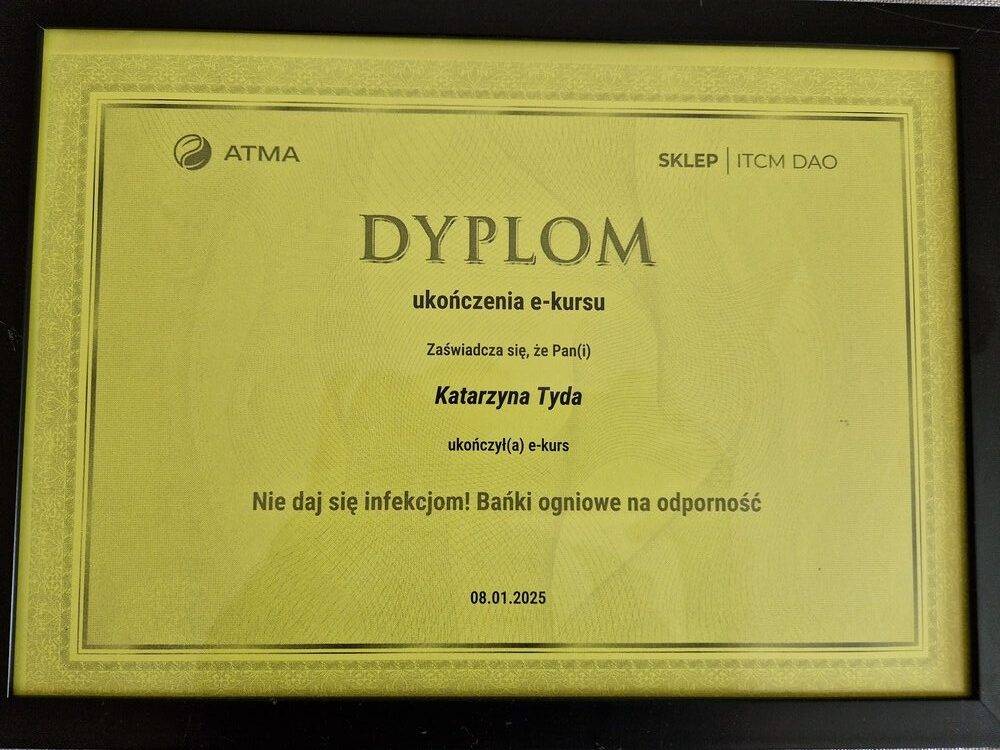 ATMA
SKLEP | ITCM DAO
DYPLOM
ukończenia e-kursu
Zaświadcza się, że Pan(i)
Katarzyna Tyda
ukończył(a) e-kurs
Nie daj się infekcjom! Bańki ogniowe na odporność
08.01.2025